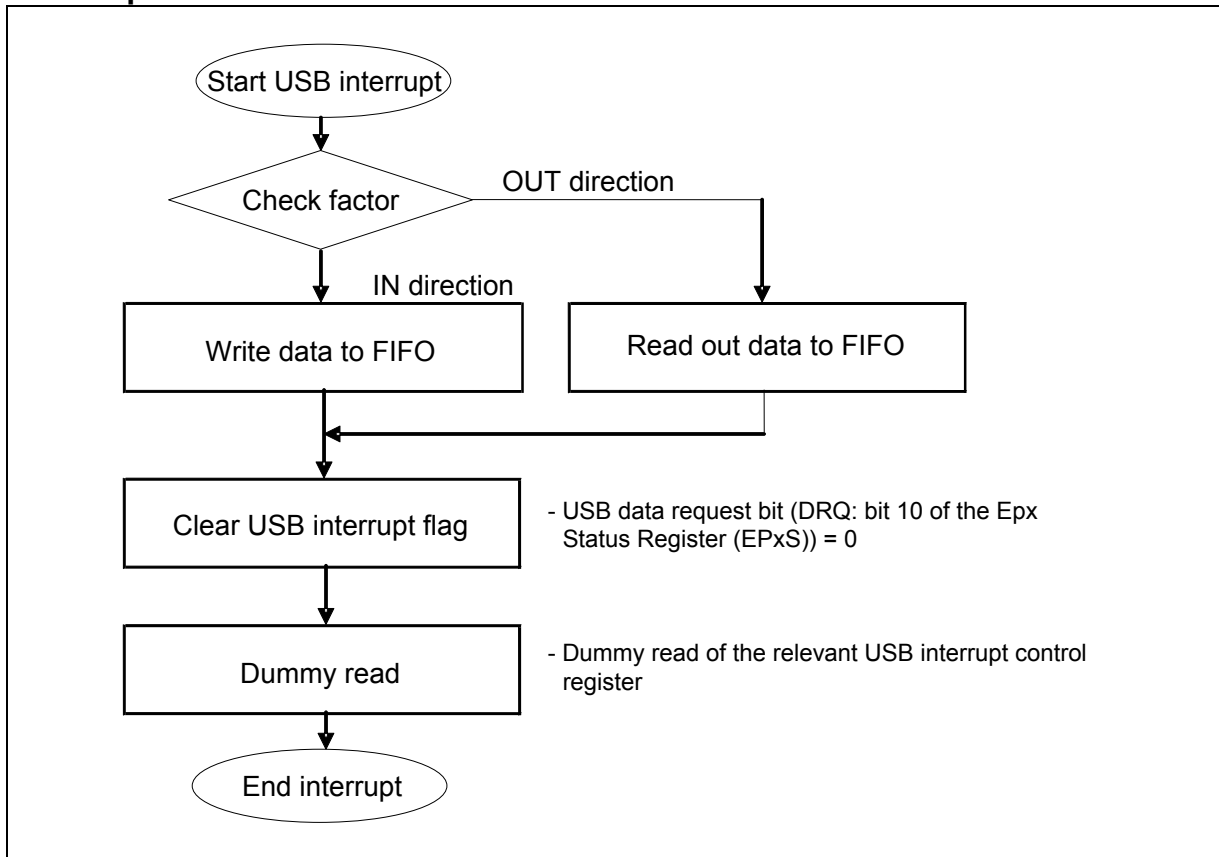 Start USB interrupt
Check factor
OUT direction
IN direction
Write data to FIFO
Read out data to FIFO
Clear USB interrupt flag
- USB data request bit (DRQ: bit 10 of the Epx
Status Register (EPxS)) = 0
Dummy read
- Dummy read of the relevant USB interrupt control
register
End interrupt